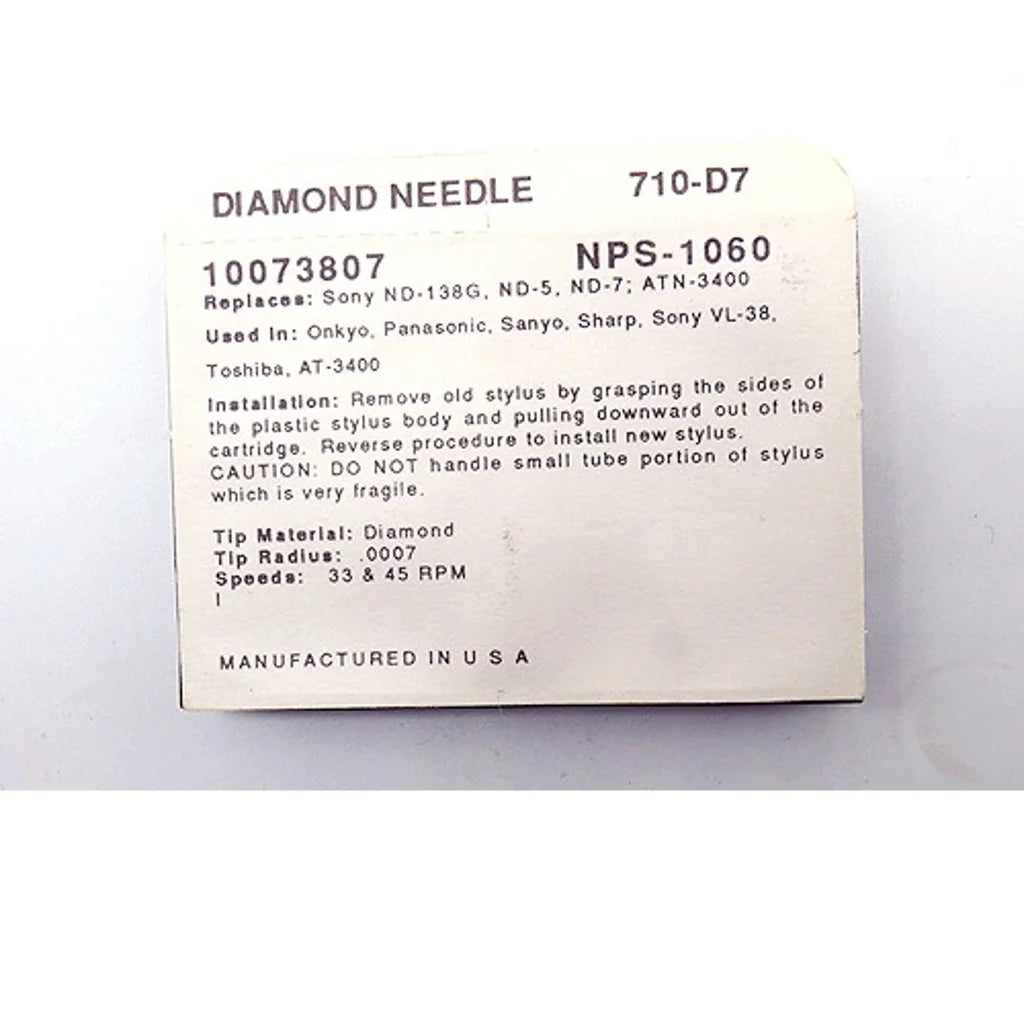 DIAMOND NEEDLE 710-D7
10073807 NPS-1060
Replaces: Sony ND-138G, ND-5, ND-7; ATN-3400
Used In: Onkyo, Panasonic, Sanyo, Sharp, Sony VL-38,
Toshiba, AT-3400
Installation: Remove old stylus by grasping the sides of
the plastic stylus body and pulling downward out of the
cartridge. Reverse procedure to install new stylus.
CAUTION: DO NOT handle small tube portion of stylus
which is very fragile.
Tip Material: Diamond
Tip Radius: .0007
Speeds: 33 & 45 RPM
I
MANUFACTURED IN U S A